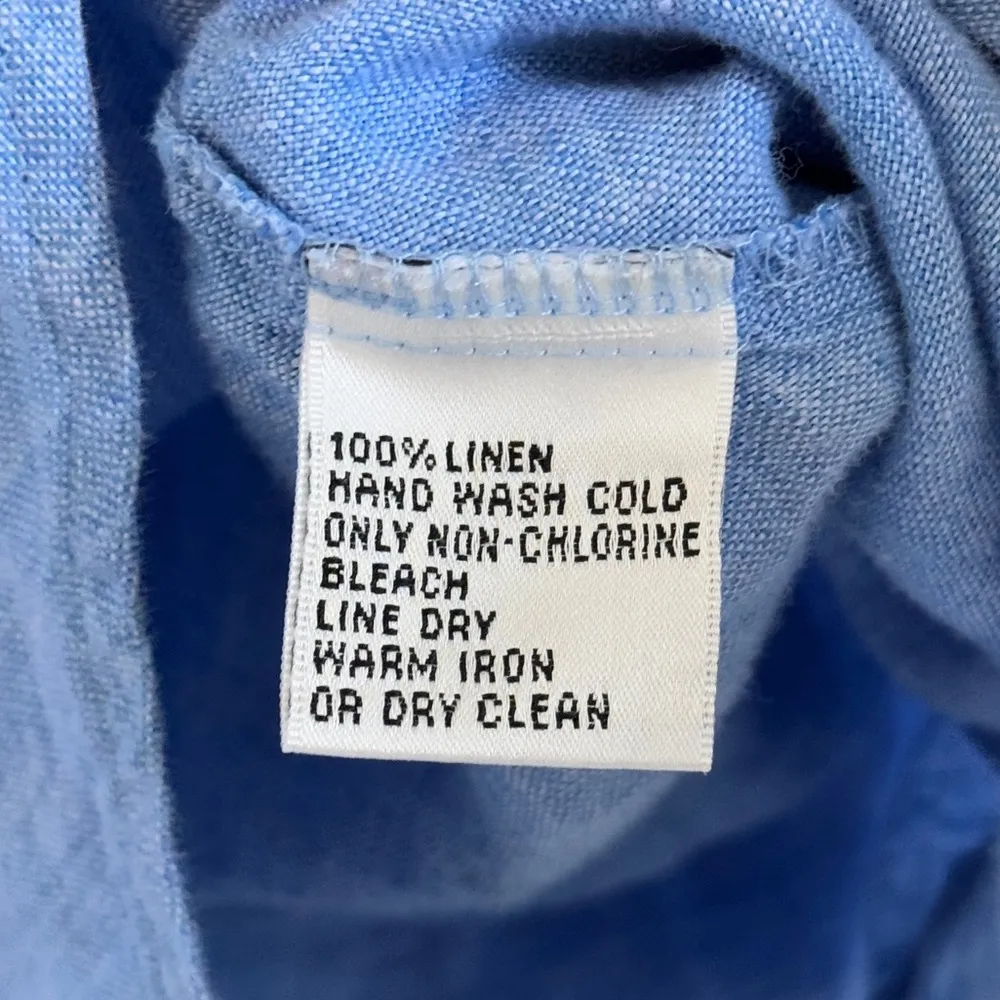 100% LINEN
HAND WASH COLD
ONLY NON-CHLORINE
BLEACH
LINE DRY
WARM IRON
OR DRY CLEAN